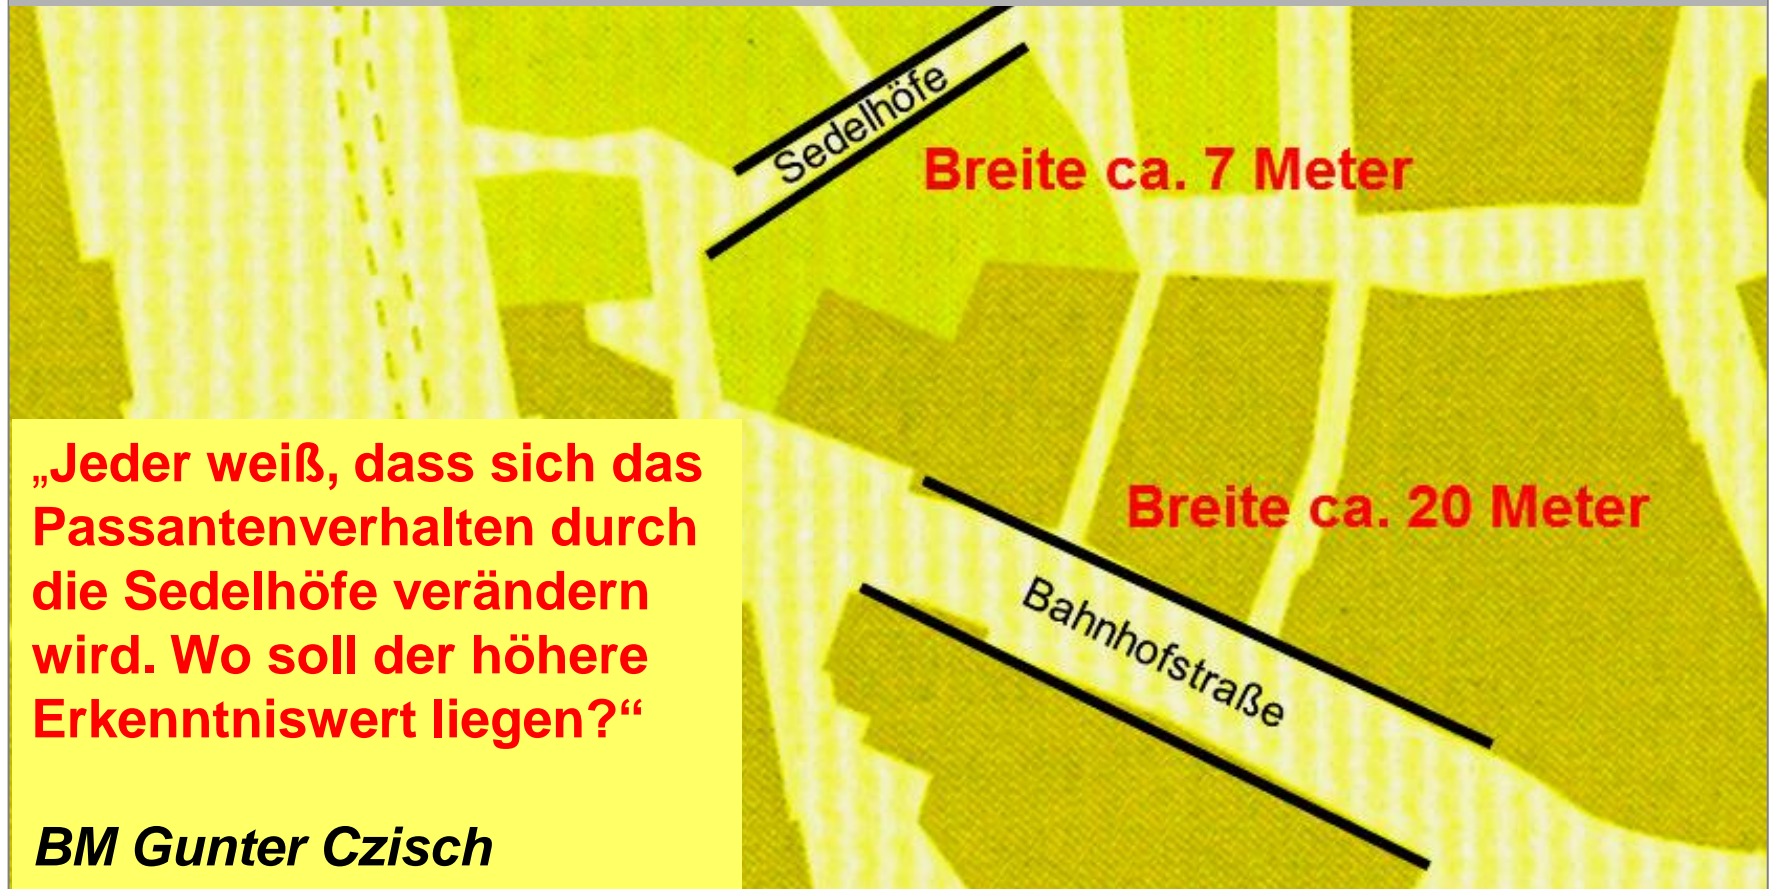 Sedelhöfe
Breite ca. 7 Meter
„Jeder weiß, dass sich das
Passantenverhalten durch
die Sedelhöfe verändern
wird. Wo soll der höhere
Erkenntniswert liegen?“
BM Gunter Czisch
Breite ca. 20 Meter
Bahnhofstraße